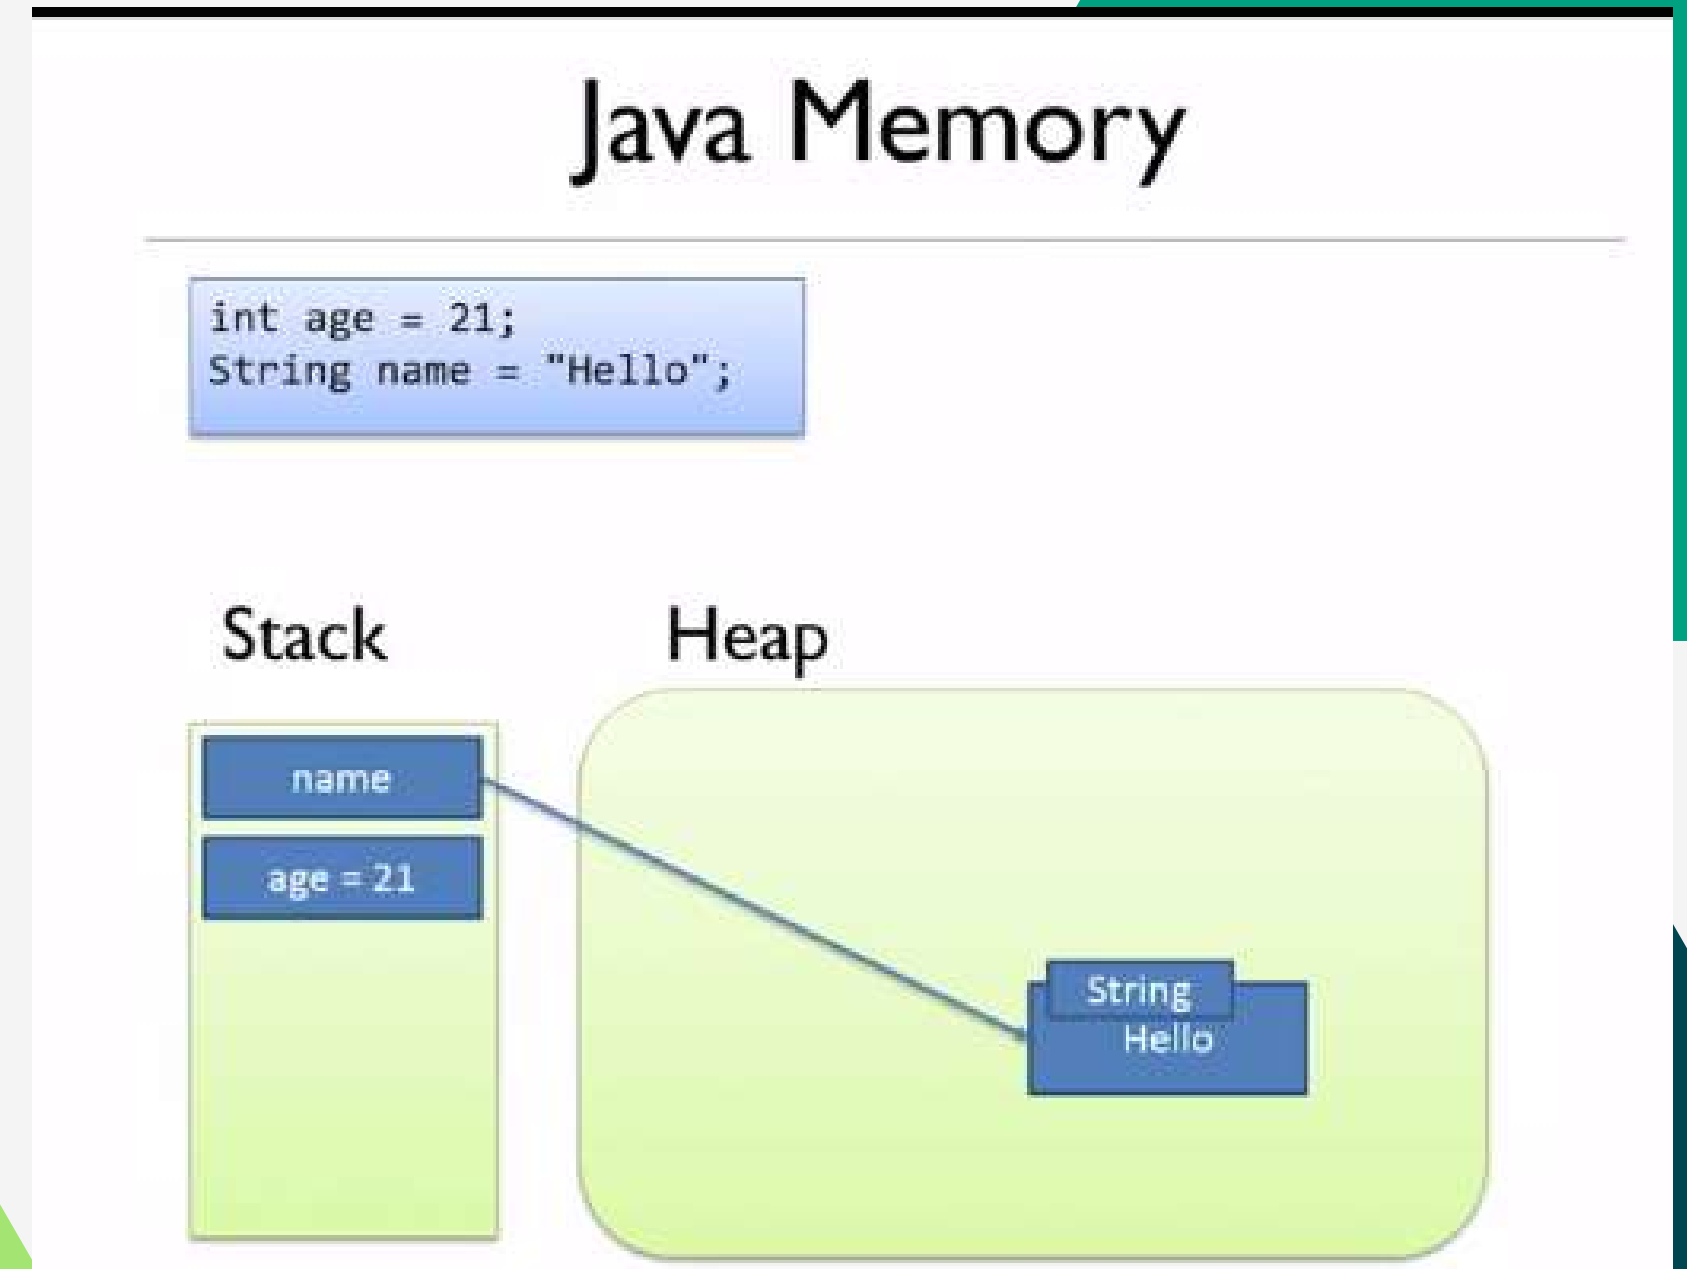 Java Memory
int age = 21;
String name = "Hello";
Stack
Heap
name
age = 21
String
Hello